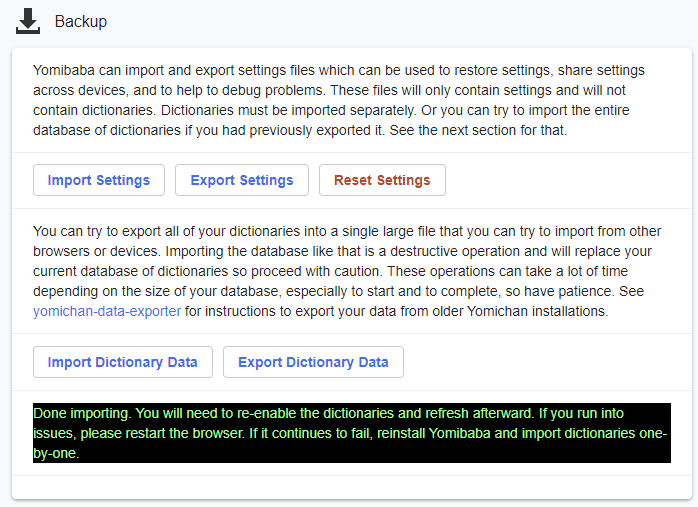 Backup
Yomibaba can import and export settings files which can be used to restore settings, share settings
across devices, and to help to debug problems. These files will only contain settings and will not
contain dictionaries. Dictionaries must be imported separately. Or you can try to import the entire
database of dictionaries if you had previously exported it. See the next section for that.
Import Settings Export Settings Reset Settings
You can try to export all of your dictionaries into a single large file that you can try to import from other
browsers or devices. Importing the database like that is a destructive operation and will replace your
current database of dictionaries so proceed with caution. These operations can take a lot of time
depending on the size of your database, especially to start and to complete, so have patience. See
yomichan-data-exporter for instructions to export your data from older Yomichan installations.
Import Dictionary Data Export Dictionary Data
Done importing. You will need to re-enable the dictionaries and refresh afterward. If you run into
issues, please restart the browser. If it continues to fail, reinstall Yomibaba and import dictionaries one-
by-one.